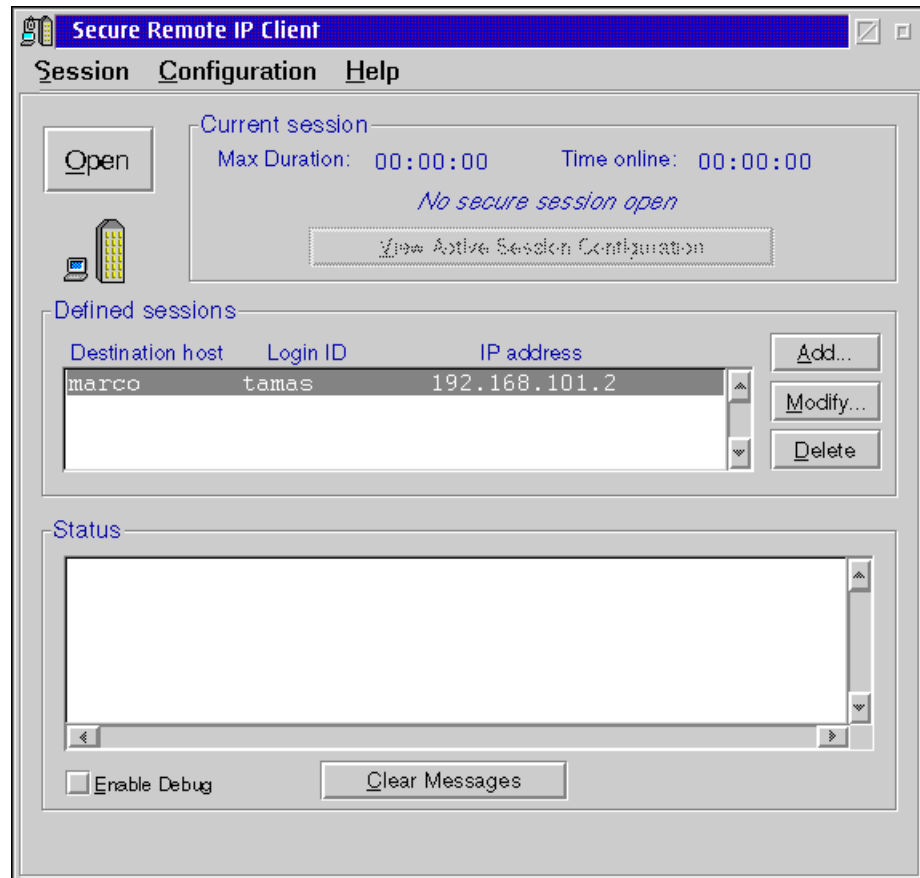 Secure Remote IP Client
Session Configuration Help
Open
Current session
Max Duration: 00:00:00 Time online: 00:00:00
No secure session open
View Active Session Configuration
Defined sessions
Destination host Login ID IP address
marco tamas 192.168.101.2
Add...
Modify...
Delete
Status
Enable Debug
Clear Messages